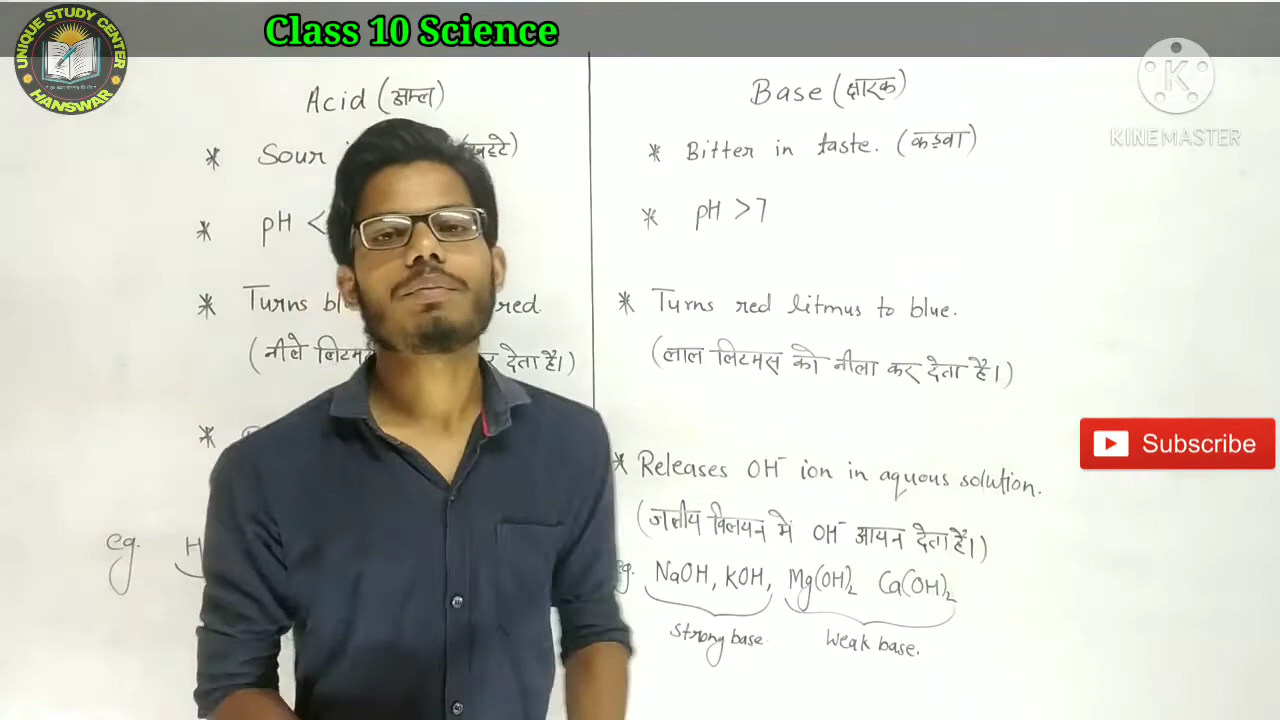 Class 10 Science
UNIQUE STUDY CENTER
HANSWAR
K
KINEMASTER
Acid (अम्ल)
* Sour
* pH <
* Turns red.
(नीले देता है।)
*
eg. H
Base (क्षारक)
* Bitter in taste. (कड़वा)
* pH >7
* Turns red litmus to blue.
(लाल लिटमस को नीला कर देता है।)
* Releases OH⁻ ion in aquous solution.
(जलीय विलयन में OH⁻ आयन देता है।)
eg. NaOH, KOH, Mg(OH)₂ Ca(OH)₂
Strong base. Weak base.
Subscribe